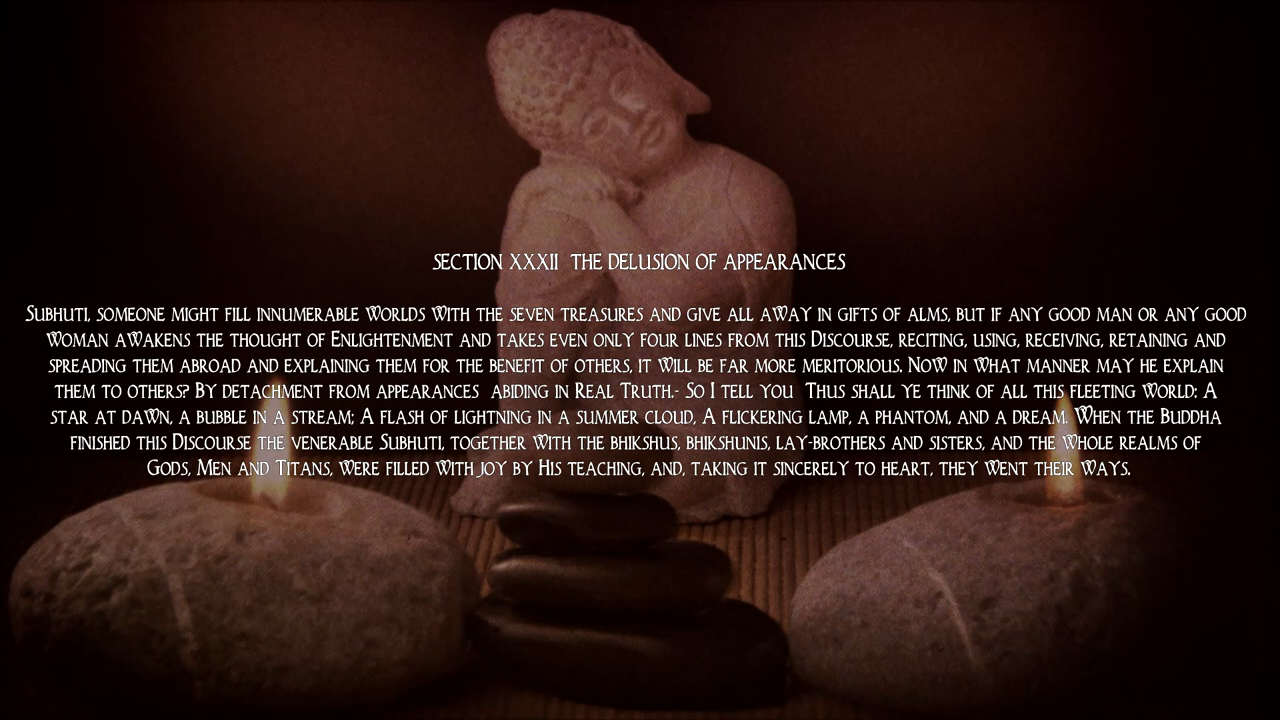 SECTION XXXII THE DELUSION OF APPEARANCES
Subhuti, someone might fill innumerable worlds with the seven treasures and give all away in gifts of alms, but if any good man or any good
woman awakens the thought of Enlightenment and takes even only four lines from this Discourse, reciting, using, receiving, retaining and
spreading them abroad and explaining them for the benefit of others, it will be far more meritorious. Now in what manner may he explain
them to others? By detachment from appearances abiding in Real Truth.- So I tell you Thus shall ye think of all this fleeting world: A
star at dawn, a bubble in a stream; A flash of lightning in a summer cloud, A flickering lamp, a phantom, and a dream. When the Buddha
finished this Discourse the venerable Subhuti, together with the bhikshus, bhikshunis, lay-brothers and sisters, and the whole realms of
Gods, Men and Titans, were filled with joy by His teaching, and, taking it sincerely to heart, they went their ways.